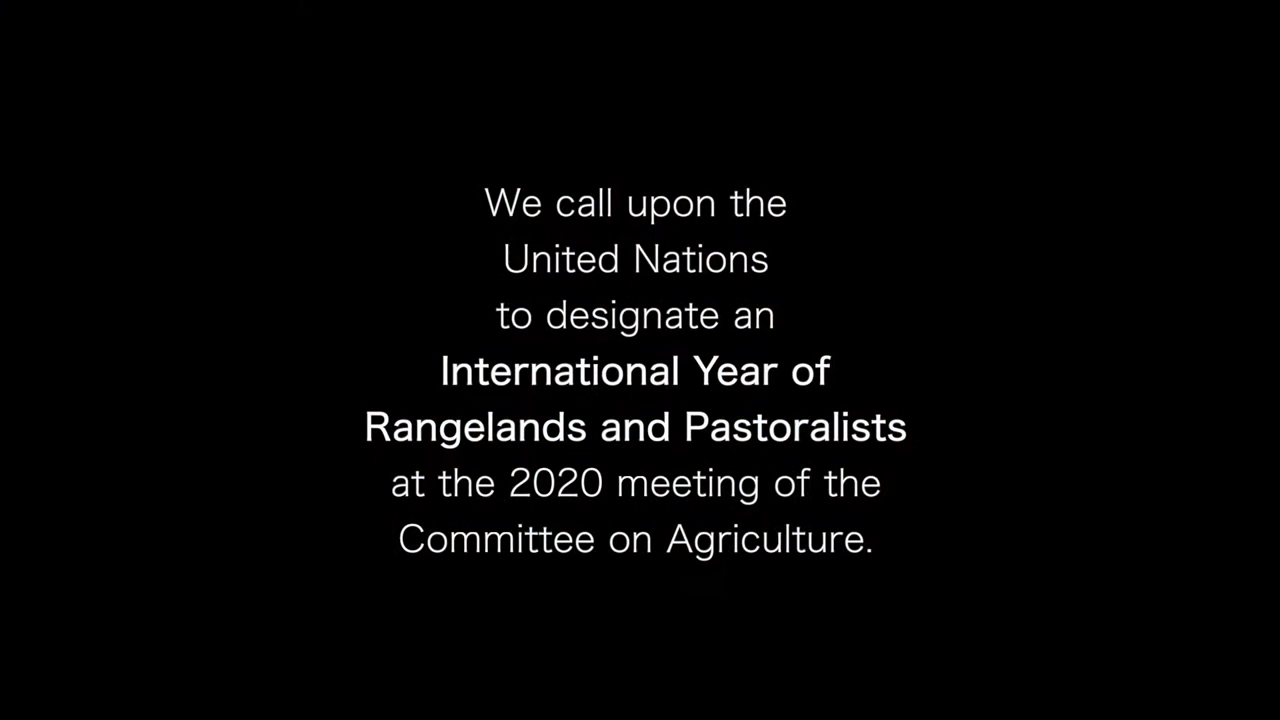 We call upon the
United Nations
to designate an
International Year of
Rangelands and Pastoralists
at the 2020 meeting of the
Committee on Agriculture.